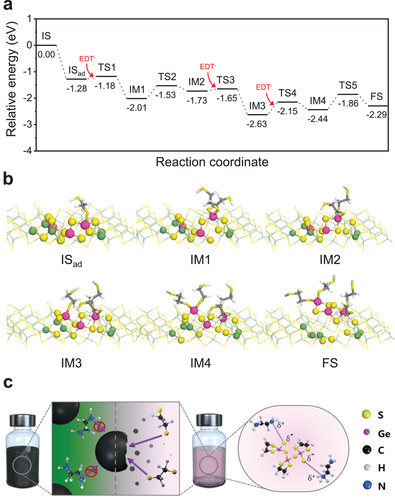 a
Relative energy (eV)
1
0
-1
-2
-3
-4
IS
0.00
ISad
-1.28
EDT-
TS1
-1.18
IM1
-2.01
TS2
-1.53
IM2
-1.73
EDT-
TS3
-1.65
IM3
-2.63
EDT-
TS4
-2.15
IM4
-2.44
TS5
-1.86
FS
-2.29
Reaction coordinate
b
ISad
IM1
IM2
IM3
IM4
FS
c
δ+
δ-
δ-
δ+
S
Ge
C
H
N